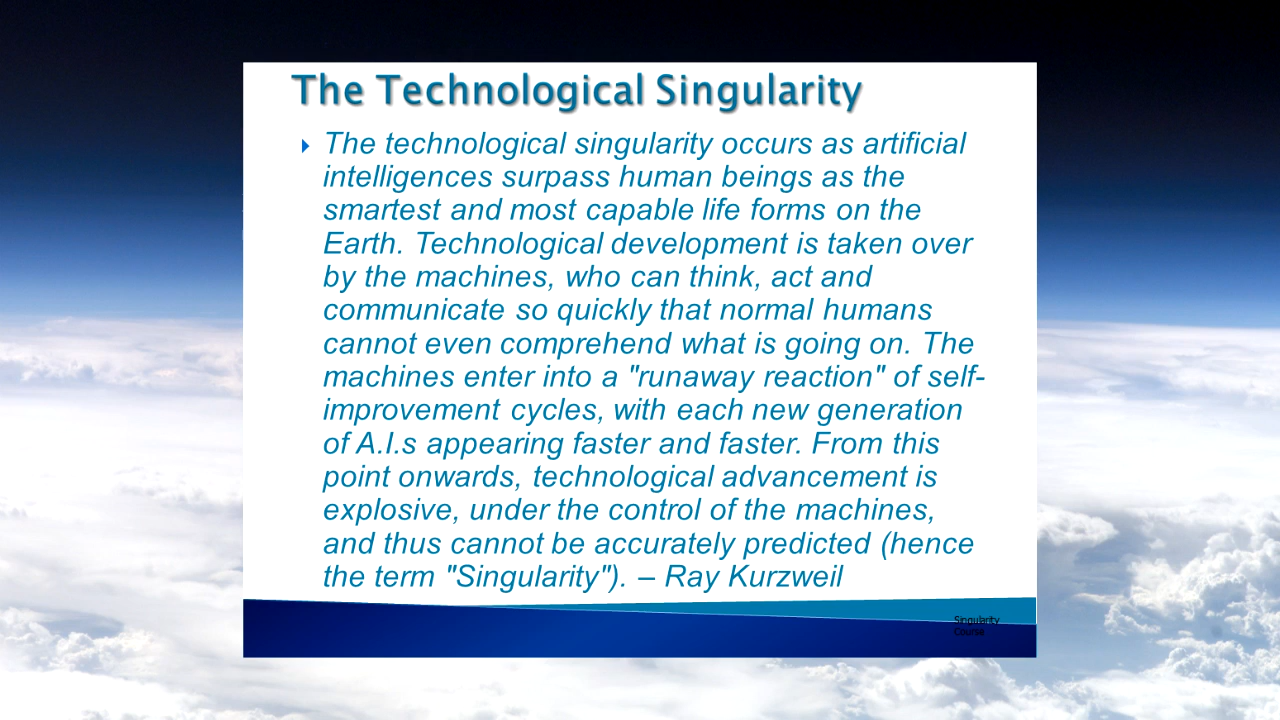 The Technological Singularity
The technological singularity occurs as artificial
intelligences surpass human beings as the
smartest and most capable life forms on the
Earth. Technological development is taken over
by the machines, who can think, act and
communicate so quickly that normal humans
cannot even comprehend what is going on. The
machines enter into a "runaway reaction" of self-
improvement cycles, with each new generation
of A.I.s appearing faster and faster. From this
point onwards, technological advancement is
explosive, under the control of the machines,
and thus cannot be accurately predicted (hence
the term "Singularity"). – Ray Kurzweil
Singularity
Course